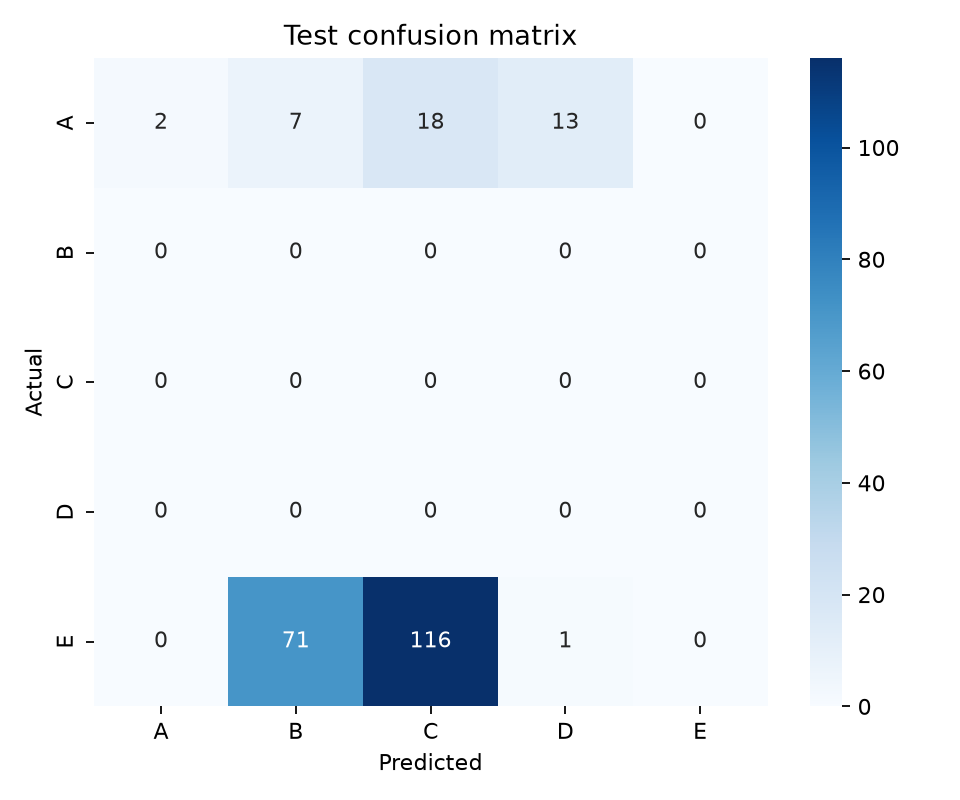 Test confusion matrix
A 2 7 18 13 0
B 0 0 0 0 0
C 0 0 0 0 0
D 0 0 0 0 0
E 0 71 116 1 0
A B C D E
Predicted
Actual
100
80
60
40
20
0